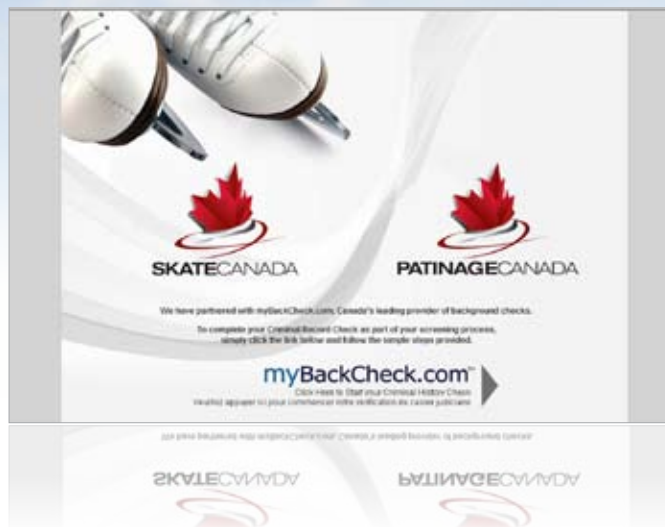 SKATECANADA
PATINAGECANADA
We have partnered with myBackCheck.com, Canada's leading provider of background checks.
To complete your Criminal Record Check as part of your screening process,
simply click the link below and follow the simple steps provided.
myBackCheck.com™
Click Here to Start your Criminal History Check